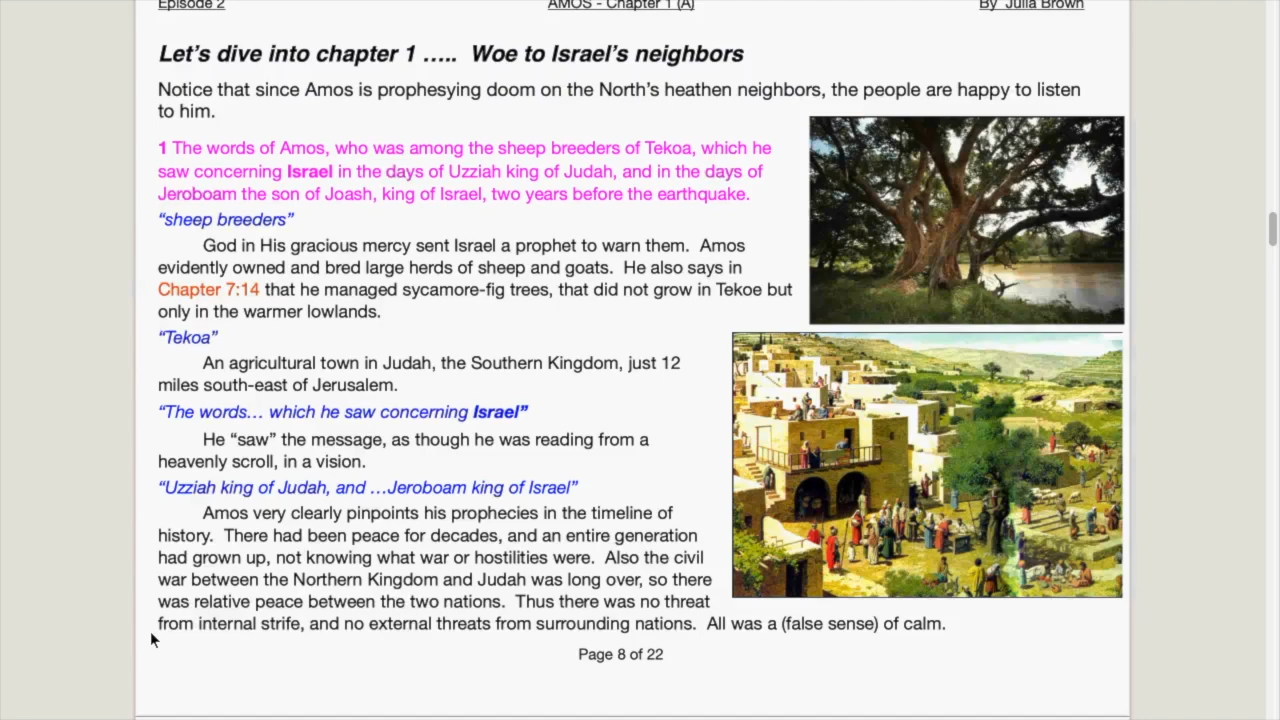 Episode 2 AMOS - Chapter 1 (A) By Julia Brown
Let's dive into chapter 1 ..... Woe to Israel's neighbors
Notice that since Amos is prophesying doom on the North's heathen neighbors, the people are happy to listen
to him.
1 The words of Amos, who was among the sheep breeders of Tekoa, which he
saw concerning Israel in the days of Uzziah king of Judah, and in the days of
Jeroboam the son of Joash, king of Israel, two years before the earthquake.
“sheep breeders”
God in His gracious mercy sent Israel a prophet to warn them. Amos
evidently owned and bred large herds of sheep and goats. He also says in
Chapter 7:14 that he managed sycamore-fig trees, that did not grow in Tekoe but
only in the warmer lowlands.
“Tekoa”
An agricultural town in Judah, the Southern Kingdom, just 12
miles south-east of Jerusalem.
“The words… which he saw concerning Israel”
He “saw” the message, as though he was reading from a
heavenly scroll, in a vision.
“Uzziah king of Judah, and …Jeroboam king of Israel”
Amos very clearly pinpoints his prophecies in the timeline of
history. There had been peace for decades, and an entire generation
had grown up, not knowing what war or hostilities were. Also the civil
war between the Northern Kingdom and Judah was long over, so there
was relative peace between the two nations. Thus there was no threat
from internal strife, and no external threats from surrounding nations. All was a (false sense) of calm.
Page 8 of 22